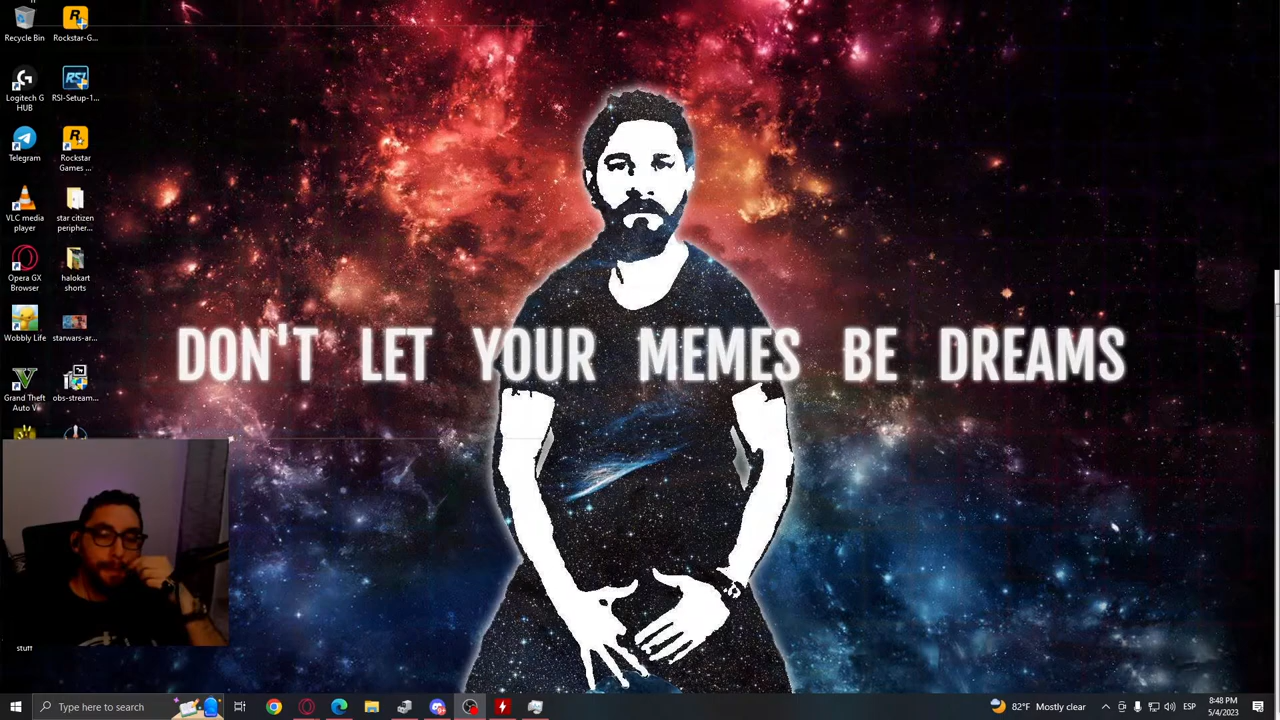 Recycle Bin
Rockstar-G...
Logitech G
HUB
RSI
RSI-Setup-1...
Telegram
Rockstar
Games ...
VLC media
player
star citizen
peripher...
Opera GX
Browser
halokart
shorts
Wobbly Life
starwars-ar...
Grand Theft
Auto V
obs-stream...
DON'T LET YOUR MEMES BE DREAMS
stuff
Type here to search
82°F Mostly clear
ESP
8:48 PM
5/4/2023